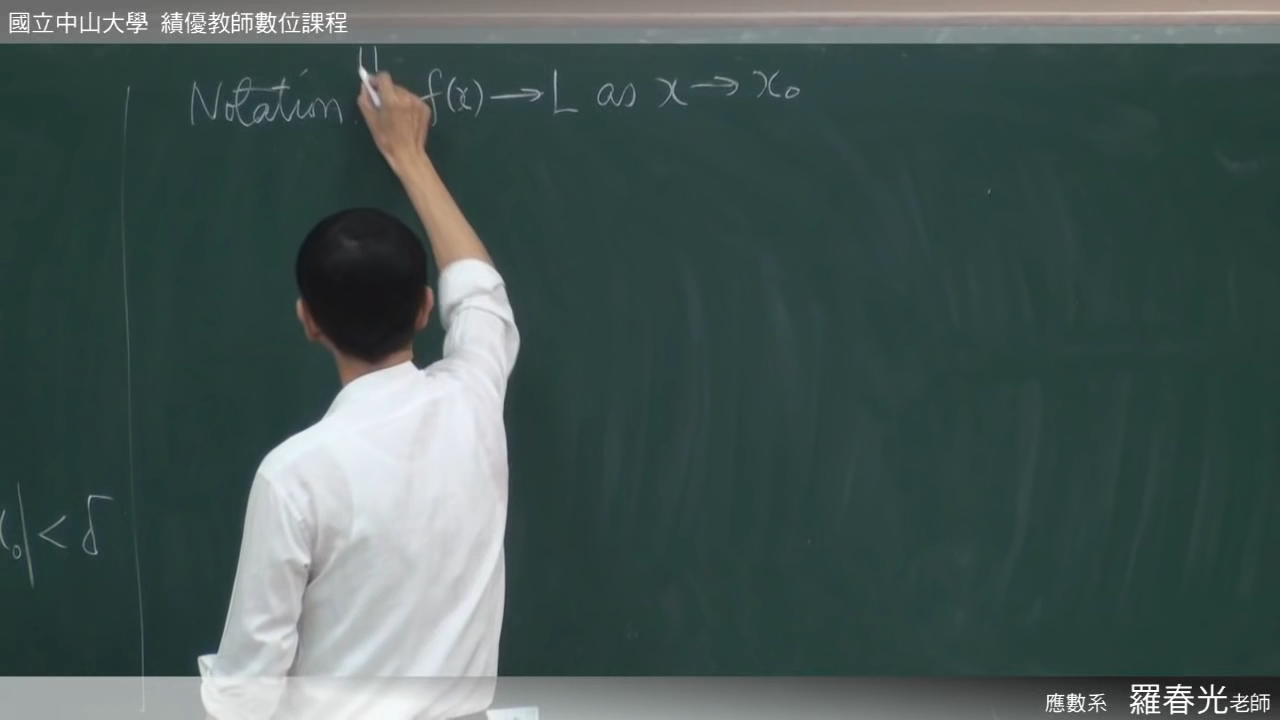 國立中山大學 績優教師數位課程
Notation. f(x) → L as x → x₀
x₀| < δ
應數系 羅春光老師